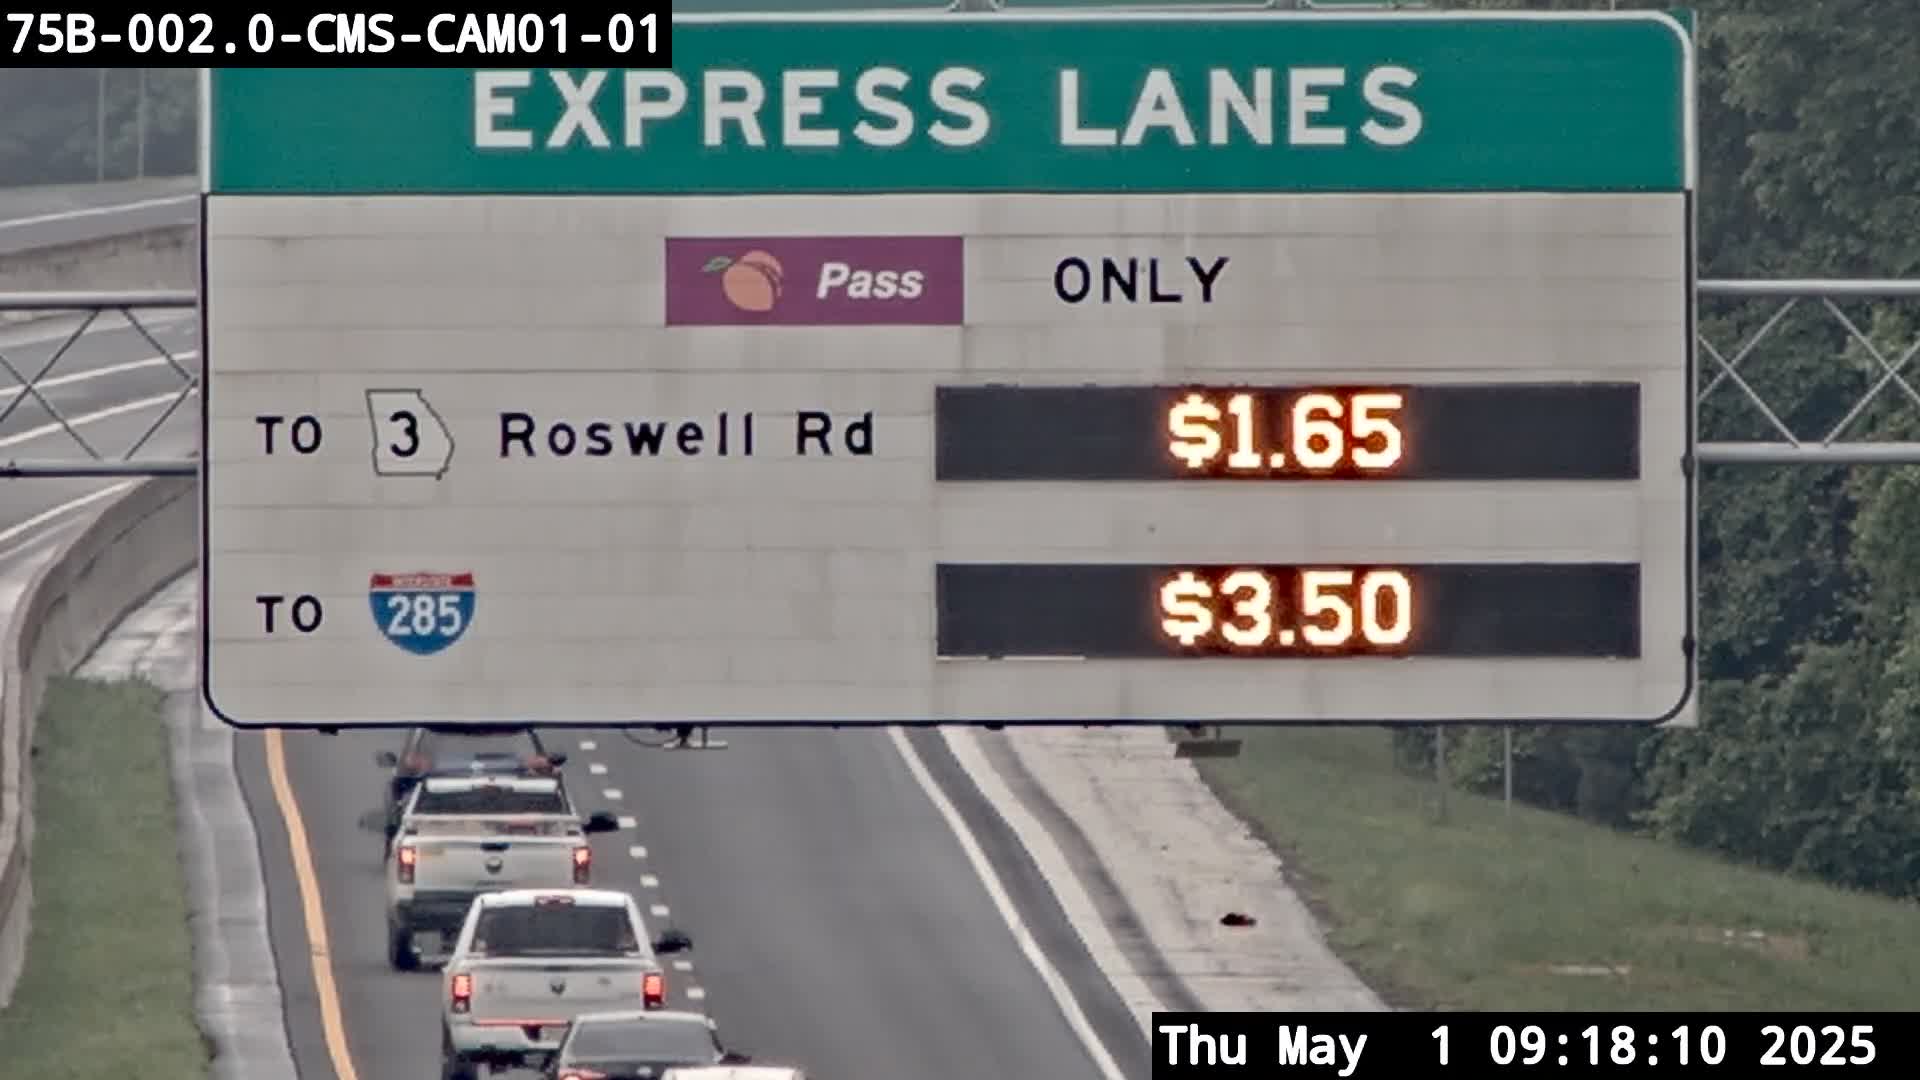 75B-002.0-CMS-CAM01-01
EXPRESS LANES
Pass ONLY
TO 3 Roswell Rd $1.65
INTERSTATE
TO 285 $3.50
Thu May 1 09:18:10 2025